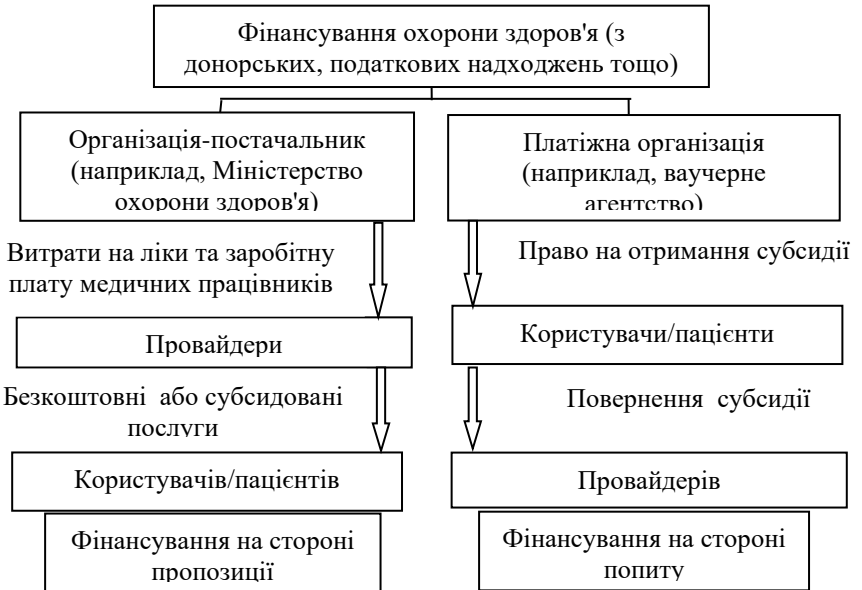 Фінансування охорони здоров'я (з
донорських, податкових надходжень тощо)
Організація-постачальник
(наприклад, Міністерство
охорони здоров'я)
Платіжна організація
(наприклад, ваучерне
агентство)
Витрати на ліки та заробітну
плату медичних працівників
Право на отримання субсидії
Провайдери
Користувачи/пацієнти
Безкоштовні або субсидовані
послуги
Повернення субсидії
Користувачів/пацієнтів
Провайдерів
Фінансування на стороні
пропозиції
Фінансування на стороні
попиту